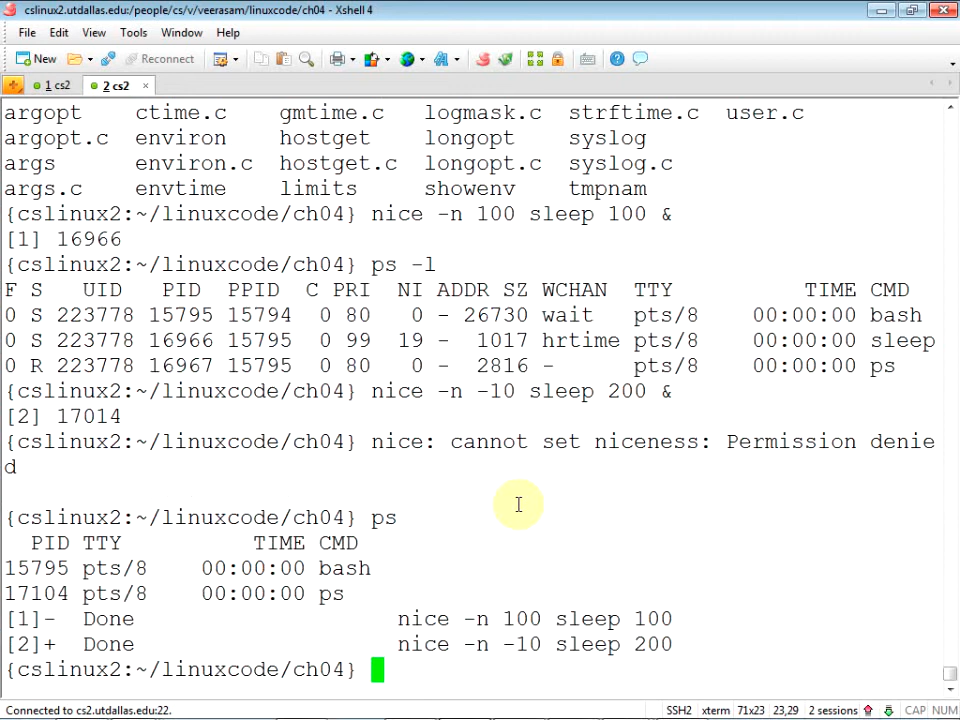 cslinux2.utdallas.edu:/people/cs/v/veerasam/linuxcode/ch04 - Xshell 4
File Edit View Tools Window Help
New Reconnect
1 cs2 2 cs2 ×
argopt ctime.c gmtime.c logmask.c strftime.c user.c
argopt.c environ hostget longopt syslog
args environ.c hostget.c longopt.c syslog.c
args.c envtime limits showenv tmpnam
{cslinux2:~/linuxcode/ch04} nice -n 100 sleep 100 &
[1] 16966
{cslinux2:~/linuxcode/ch04} ps -l
F S UID PID PPID C PRI NI ADDR SZ WCHAN TTY TIME CMD
0 S 223778 15795 15794 0 80 0 - 26730 wait pts/8 00:00:00 bash
0 S 223778 16966 15795 0 99 19 - 1017 hrtime pts/8 00:00:00 sleep
0 R 223778 16967 15795 0 80 0 - 2816 - pts/8 00:00:00 ps
{cslinux2:~/linuxcode/ch04} nice -n -10 sleep 200 &
[2] 17014
{cslinux2:~/linuxcode/ch04} nice: cannot set niceness: Permission denie
d
{cslinux2:~/linuxcode/ch04} ps
PID TTY TIME CMD
15795 pts/8 00:00:00 bash
17104 pts/8 00:00:00 ps
[1]- Done nice -n 100 sleep 100
[2]+ Done nice -n -10 sleep 200
{cslinux2:~/linuxcode/ch04}
Connected to cs2.utdallas.edu:22. SSH2 xterm 71x23 23,29 2 sessions CAP NUM